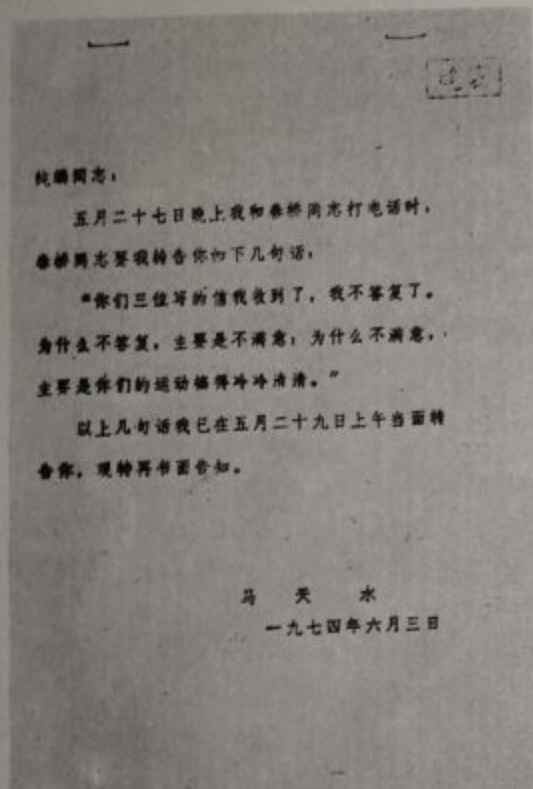 纯麟同志：
五月二十七日晚上我和春桥同志打电话时，
春桥同志要我转告你如下几句话：
“你们三位写的信我收到了，我不答复了。
为什么不答复，主要是不满意；为什么不满意，
主要是你们的运动搞得冷冷清清。”
以上几句话我已在五月二十九日上午当面转
告你，现特再书面告知。
马天水
一九七四年六月三日